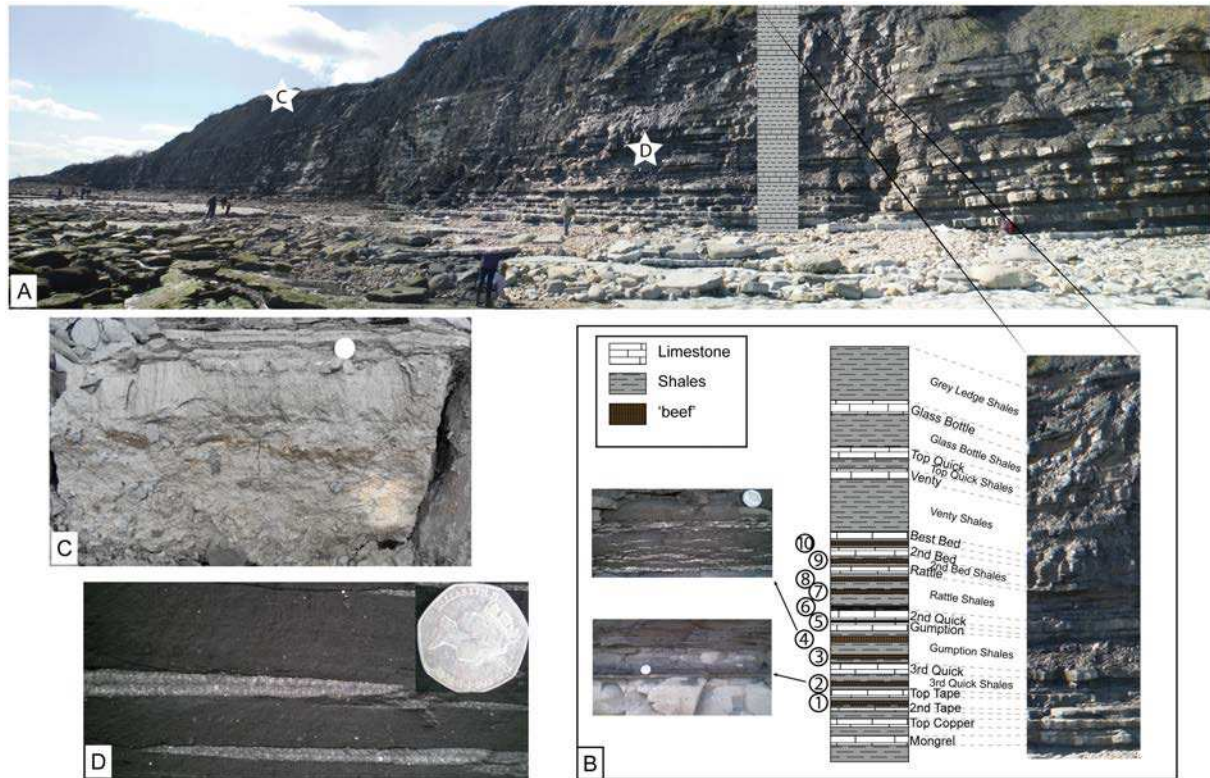 C
D
A
C
D
B
Limestone
Shales
'beef'
Grey Ledge Shales
Glass Bottle
Glass Bottle Shales
Top Quick
Top Quick Shales
Venty
Venty Shales
Best Bed
2nd Bed
2nd Bed Shales
Rattle
Rattle Shales
2nd Quick
Gumption
Gumption Shales
3rd Quick
3rd Quick Shales
Top Tape
2nd Tape
Top Copper
Mongrel
10
9
8
7
6
5
4
3
2
1